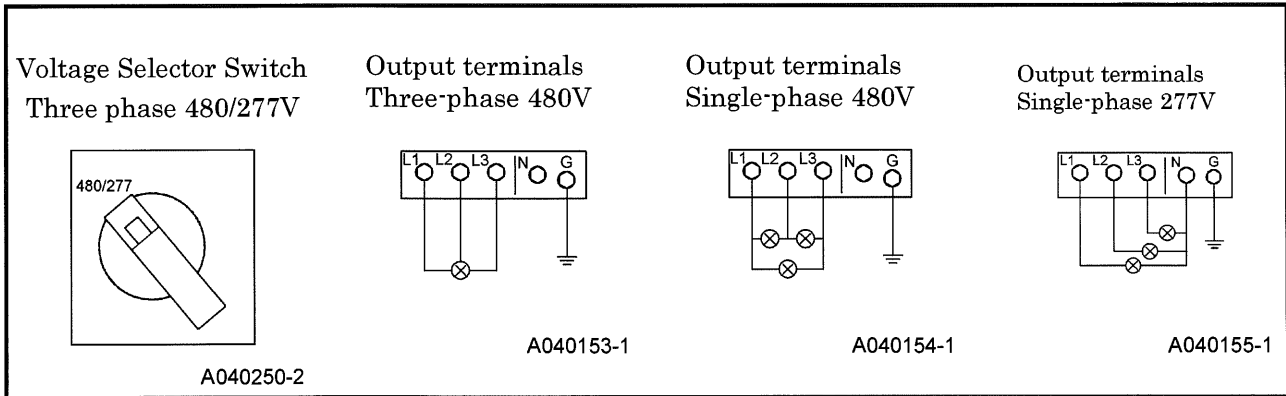 Voltage Selector Switch
Three phase 480/277V
480/277
A040250-2
Output terminals
Three-phase 480V
L1 L2 L3 N G
A040153-1
Output terminals
Single-phase 480V
L1 L2 L3 N G
A040154-1
Output terminals
Single-phase 277V
L1 L2 L3 N G
A040155-1